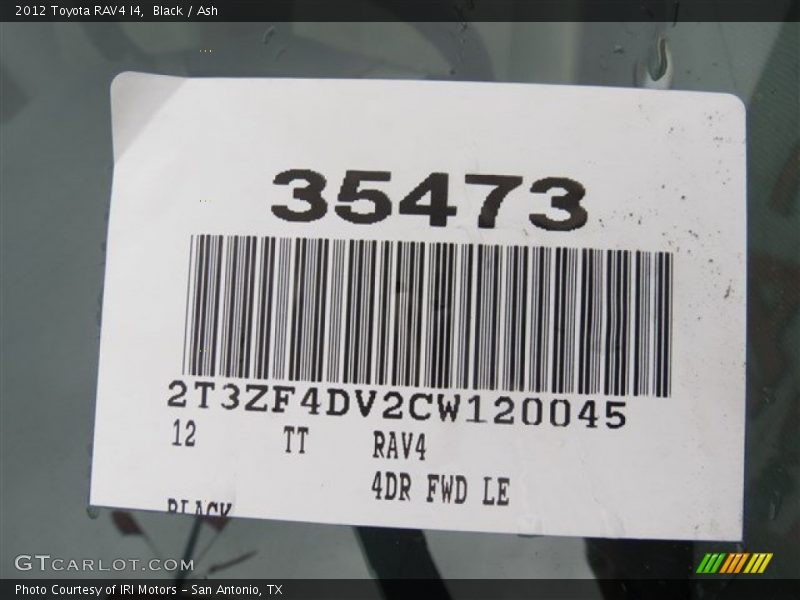 2012 Toyota RAV4 I4, Black / Ash
35473
2T3ZF4DV2CW120045
12 TT RAV4
4DR FWD LE
BLACK
GTCARLOT.COM
Photo Courtesy of IRI Motors - San Antonio, TX